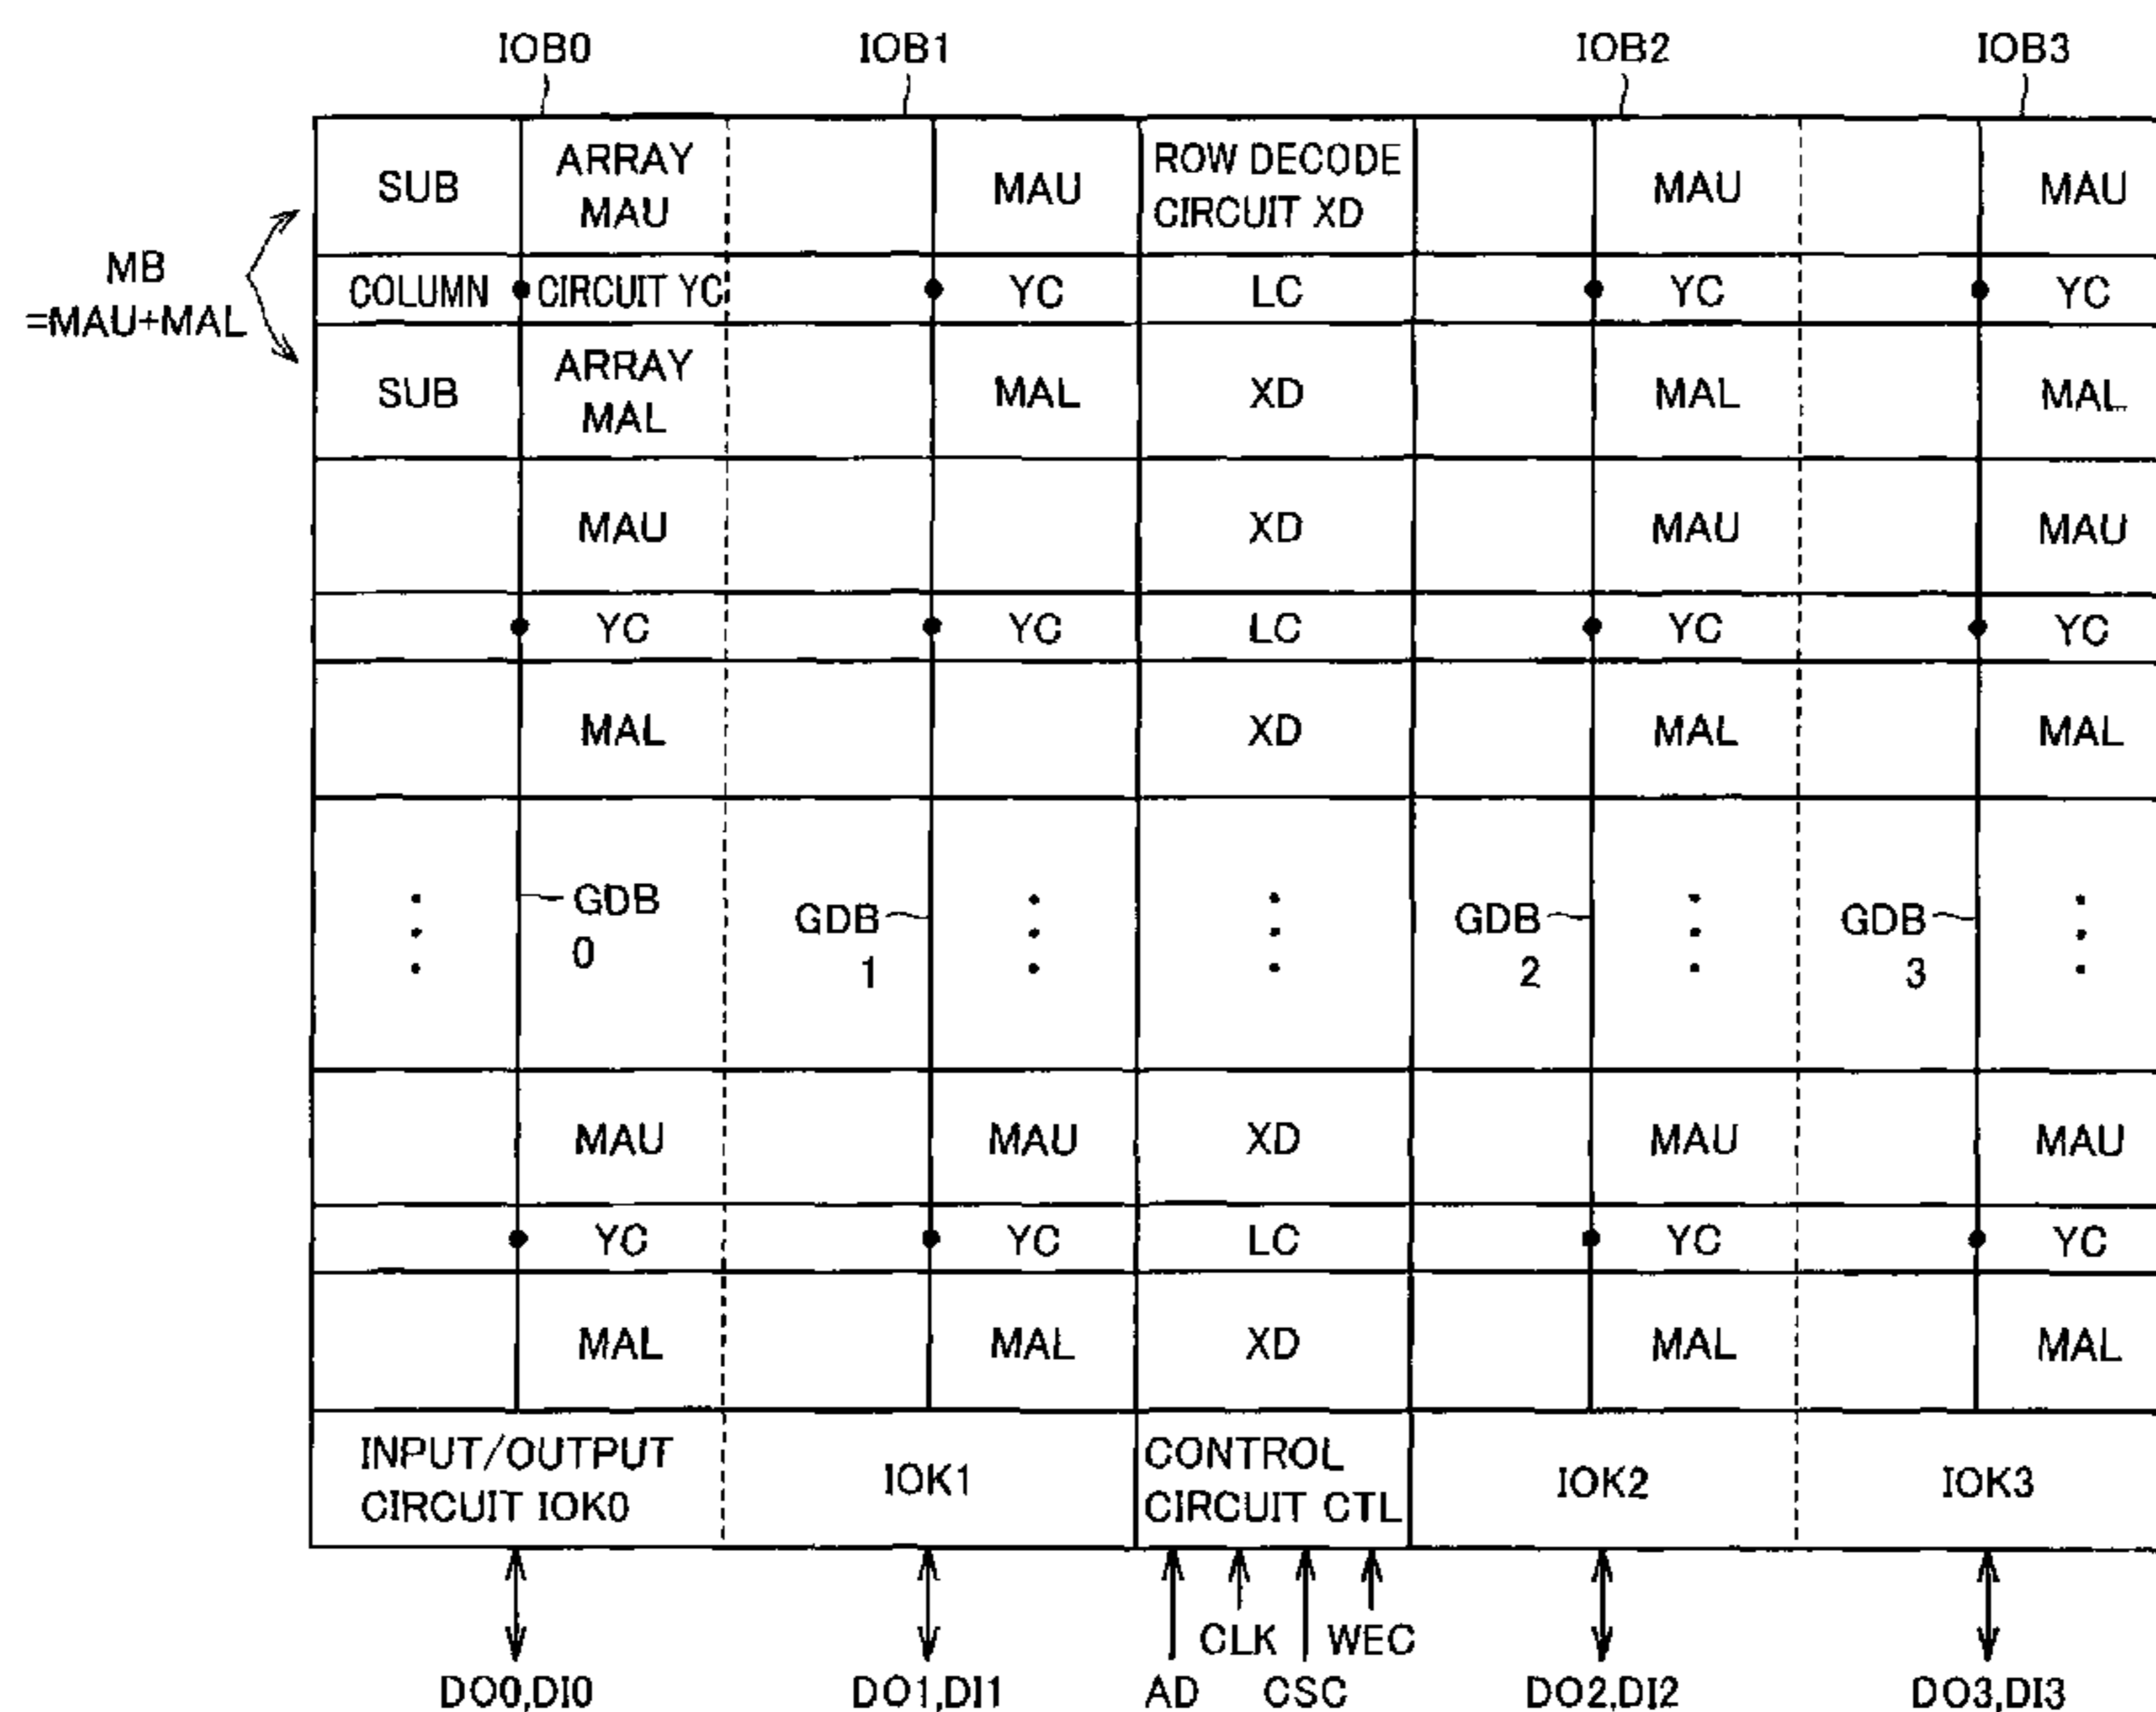 IOB0 IOB1 IOB2 IOB3
SUB ARRAY MAU MAU ROW DECODE CIRCUIT XD MAU MAU
MB
=MAU+MAL
COLUMN CIRCUIT YC YC LC YC YC
SUB ARRAY MAL MAL XD MAL MAL
MAU XD MAU MAU
YC YC LC YC YC
MAL XD MAL MAL
GDB 0 GDB 1 GDB 2 GDB 3
MAU MAU XD MAU MAU
YC YC LC YC YC
MAL MAL XD MAL MAL
INPUT/OUTPUT CIRCUIT IOK0 IOK1 CONTROL CIRCUIT CTL IOK2 IOK3
CLK WEC
DO0,DI0 DO1,DI1 AD CSC DO2,DI2 DO3,DI3